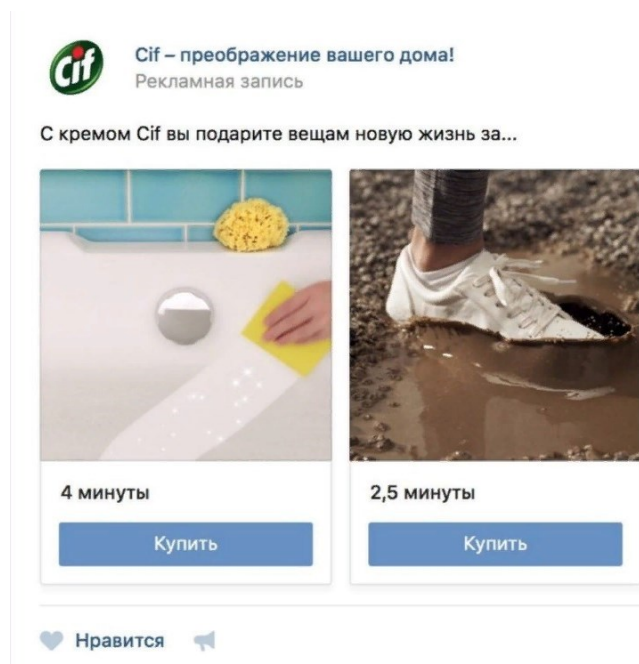 Cif
Cif – преображение вашего дома!
Рекламная запись
С кремом Cif вы подарите вещам новую жизнь за...
4 минуты
2,5 минуты
Купить
Купить
Нравится